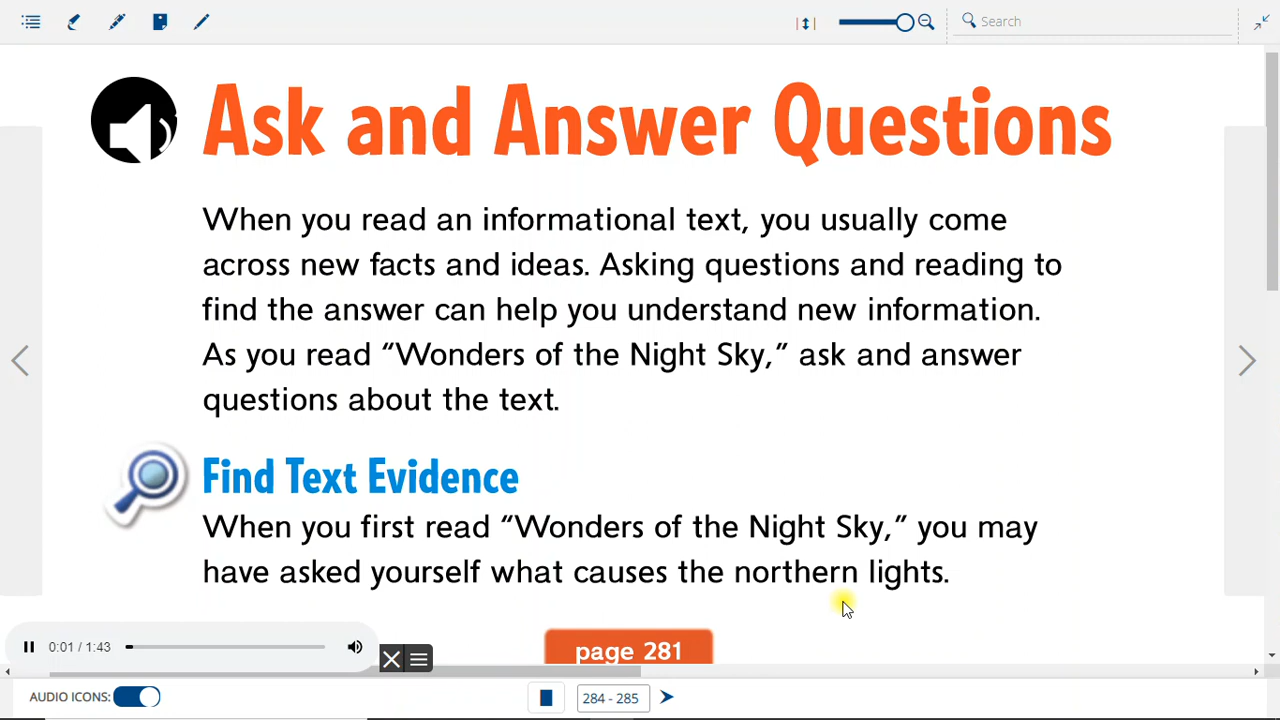 Search
Ask and Answer Questions
When you read an informational text, you usually come
across new facts and ideas. Asking questions and reading to
find the answer can help you understand new information.
As you read “Wonders of the Night Sky,” ask and answer
questions about the text.
Find Text Evidence
When you first read “Wonders of the Night Sky,” you may
have asked yourself what causes the northern lights.
page 281
0:01 / 1:43
AUDIO ICONS:
284 - 285